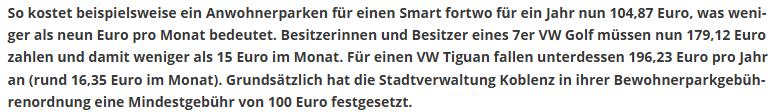 So kostet beispielsweise ein Anwohnerparken für einen Smart fortwo für ein Jahr nun 104,87 Euro, was weni-
ger als neun Euro pro Monat bedeutet. Besitzerinnen und Besitzer eines 7er VW Golf müssen nun 179,12 Euro
zahlen und damit weniger als 15 Euro im Monat. Für einen VW Tiguan fallen unterdessen 196,23 Euro pro Jahr
an (rund 16,35 Euro im Monat). Grundsätzlich hat die Stadtverwaltung Koblenz in ihrer Bewohnerparkgebüh-
renordnung eine Mindestgebühr von 100 Euro festgesetzt.